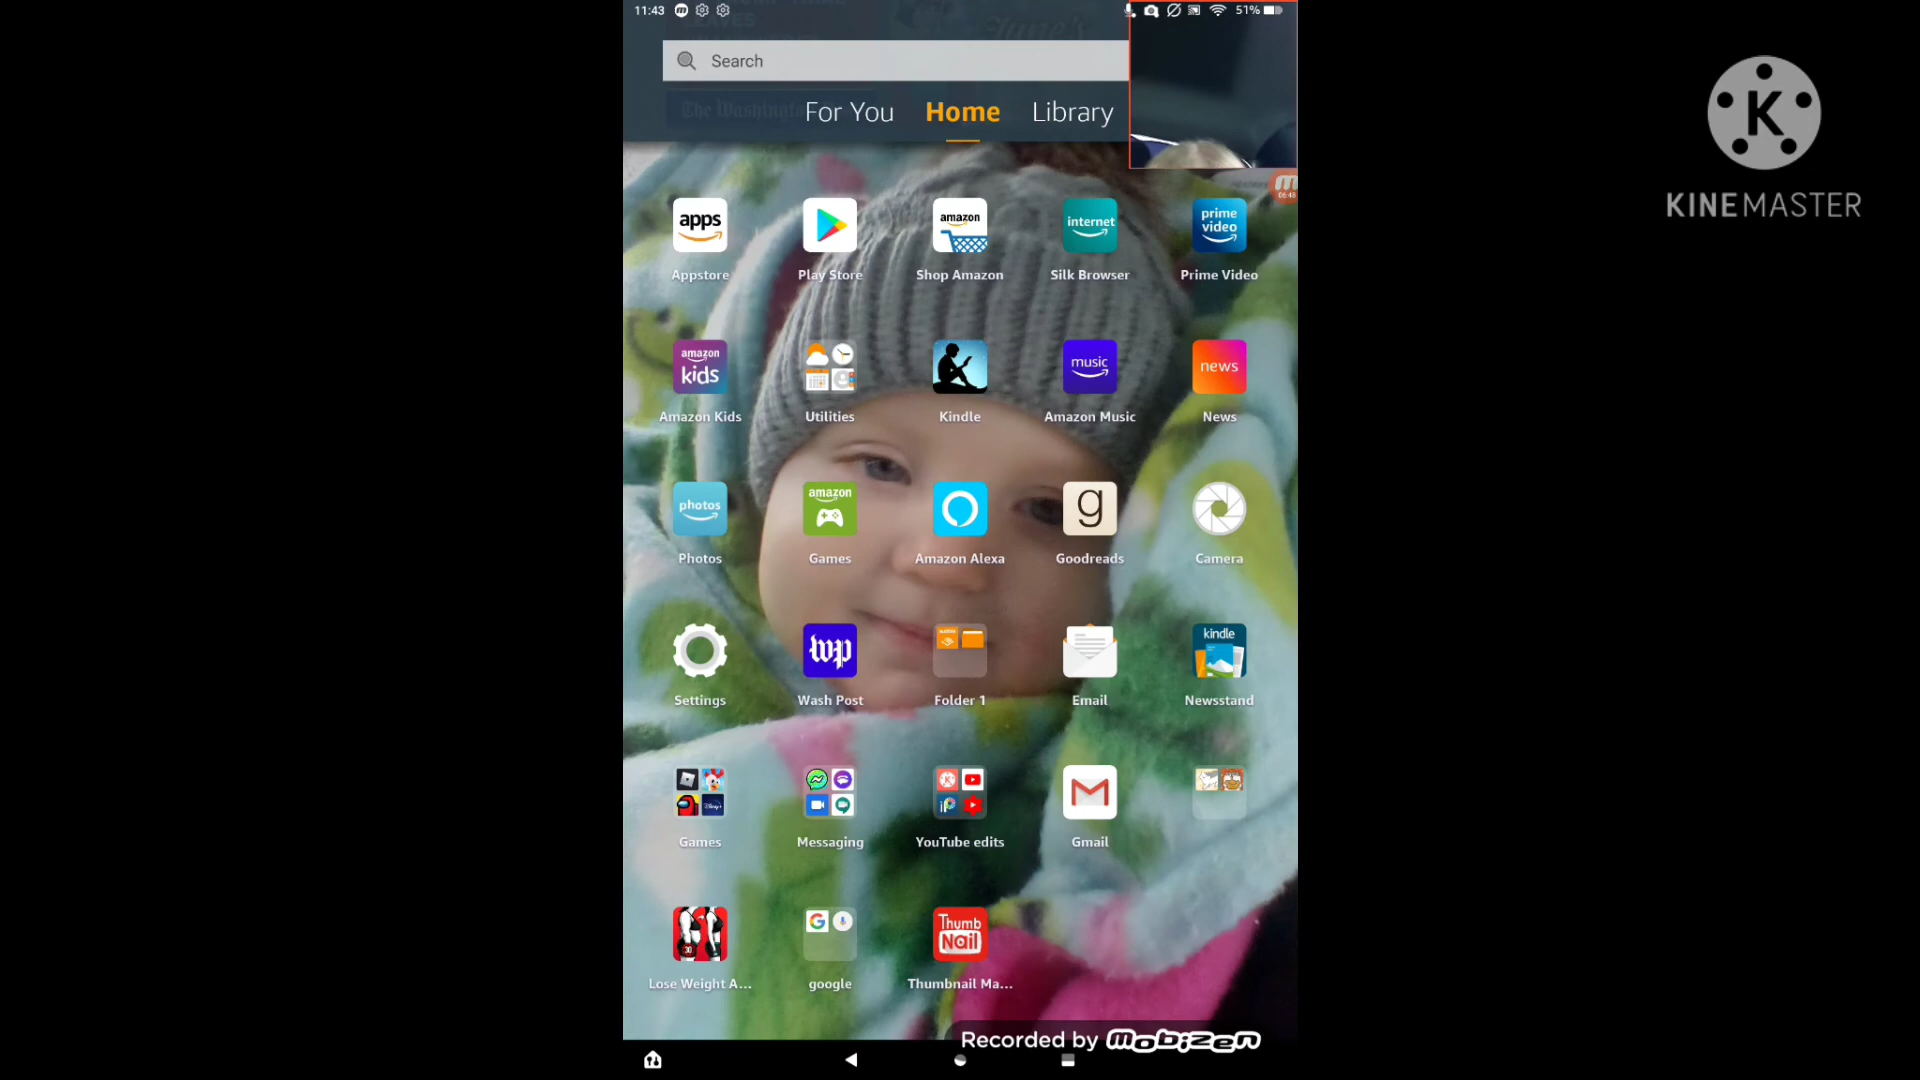 11:43
51%
Search
The Washington
For You Home Library
KINEMASTER
K
apps
amazon
internet
prime
video
Appstore Play Store Shop Amazon Silk Browser Prime Video
amazon
kids
music
news
Amazon Kids Utilities Kindle Amazon Music News
photos
amazon
g
Photos Games Amazon Alexa Goodreads Camera
wp
kindle
Settings Wash Post Folder 1 Email Newsstand
Games Messaging YouTube edits Gmail
Thumb
Nail
Lose Weight A... google Thumbnail Ma...
Recorded by mobizen